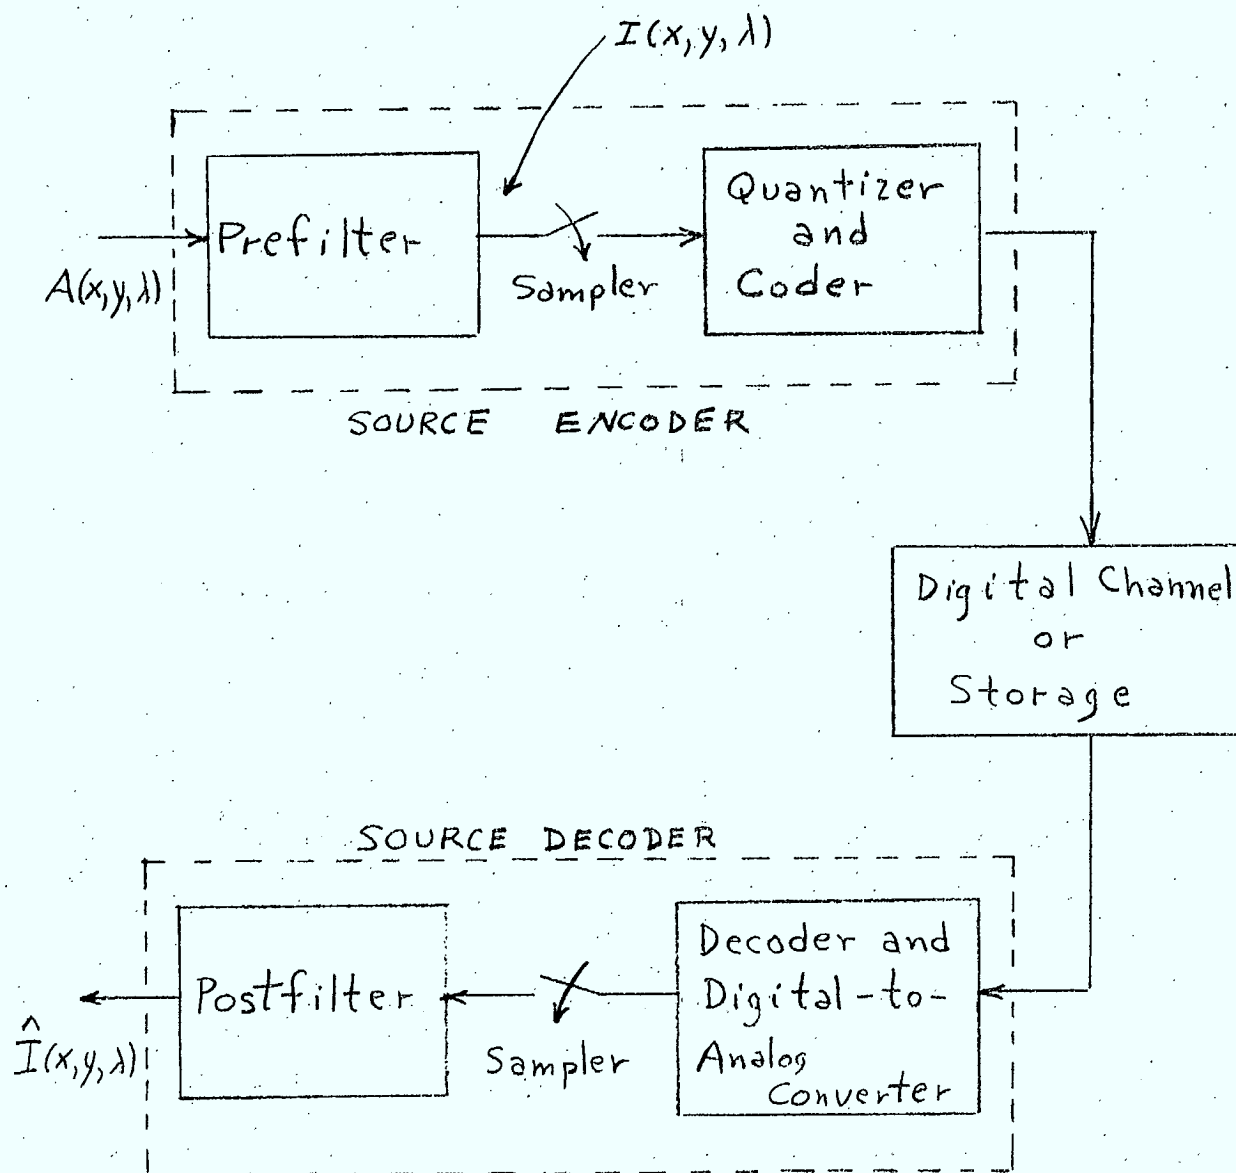 I(x, y, λ)
Prefilter
A(x,y,λ)
Sampler
Quantizer
and
Coder
SOURCE ENCODER
Digital Channel
or
Storage
SOURCE DECODER
Postfilter
Î(x,y,λ)
Sampler
Decoder and
Digital-to-
Analog
Converter